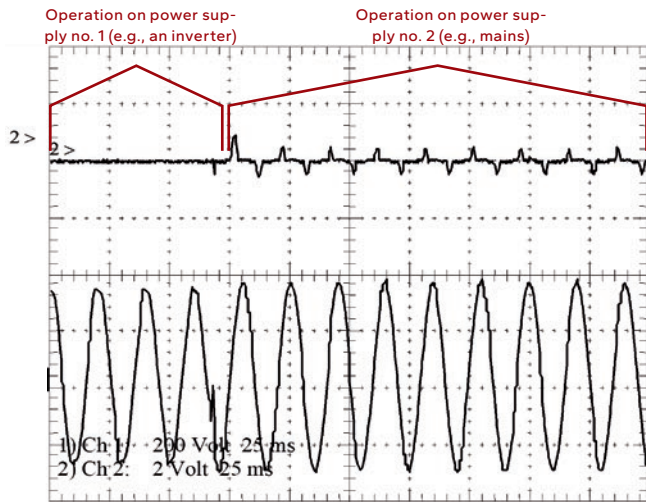 Operation on power sup-
ply no. 1 (e.g., an inverter)
Operation on power sup-
ply no. 2 (e.g., mains)
2 >
2 >
1) Ch 1: 200 Volt 25 ms
2) Ch 2: 2 Volt 25 ms